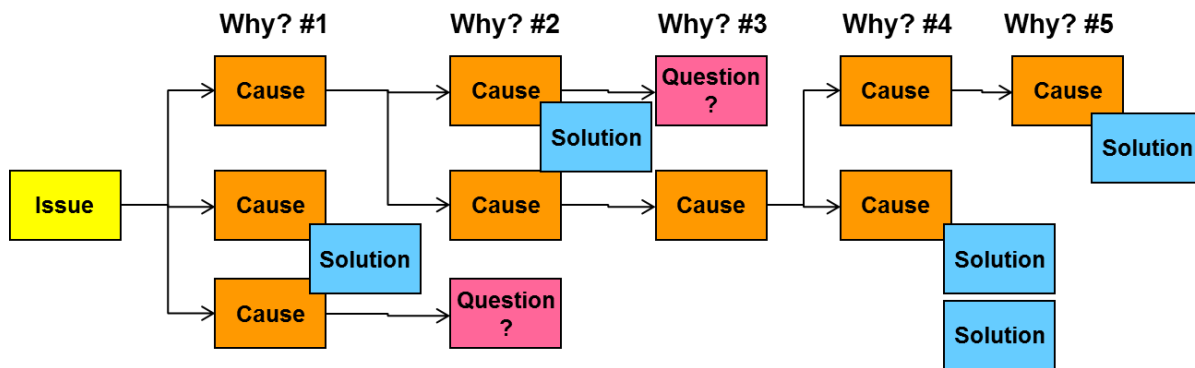 Why? #1 Why? #2 Why? #3 Why? #4 Why? #5
Cause Cause Question Cause Cause
?
Solution Solution
Issue Cause Cause Cause Cause
Solution Solution
Cause Question
?
Solution